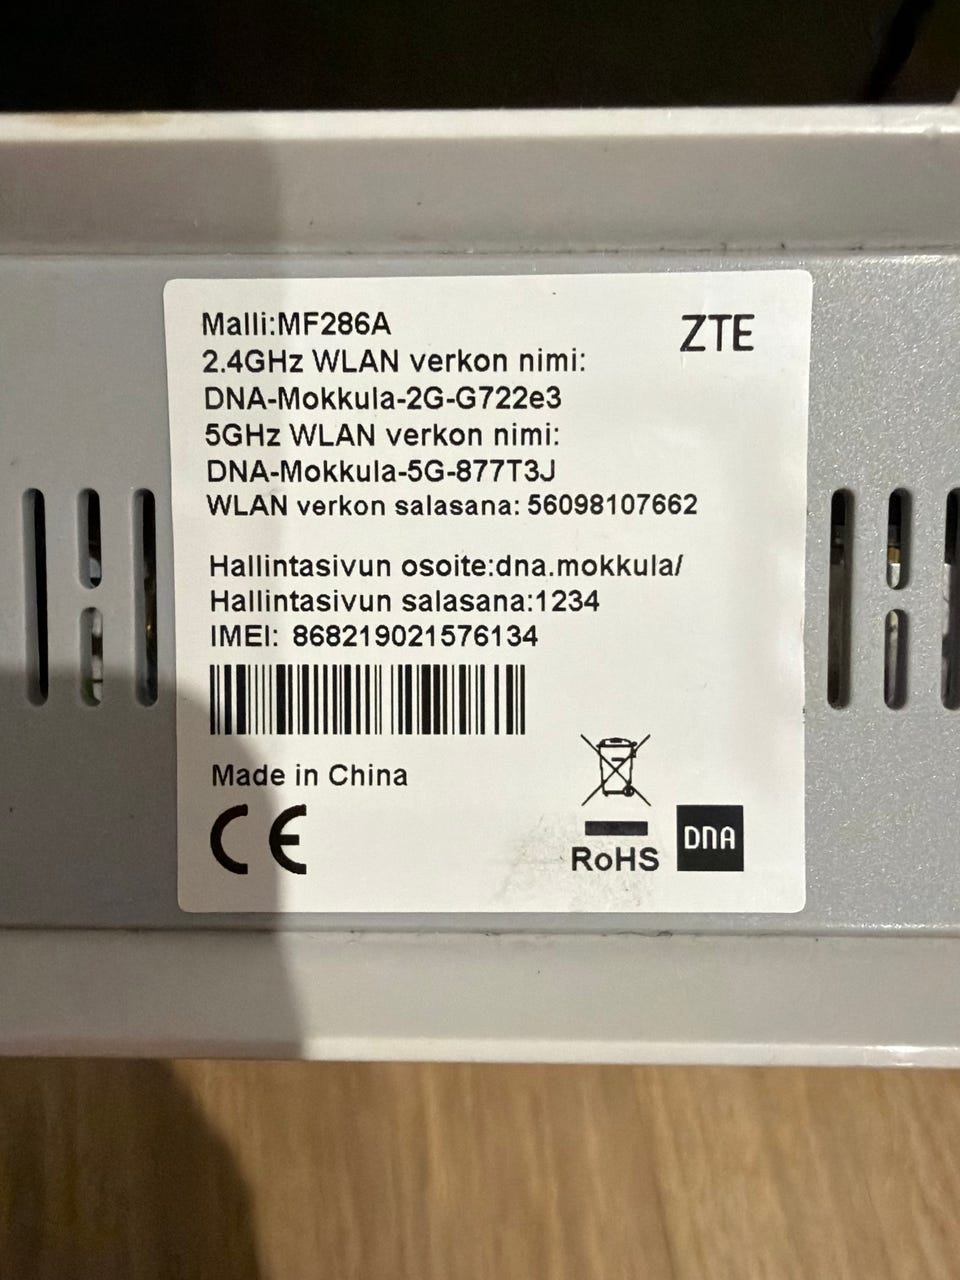 Malli:MF286A
ZTE
2.4GHz WLAN verkon nimi:
DNA-Mokkula-2G-G722e3
5GHz WLAN verkon nimi:
DNA-Mokkula-5G-877T3J
WLAN verkon salasana: 56098107662
Hallintasivun osoite:dna.mokkula/
Hallintasivun salasana:1234
IMEI: 868219021576134
Made in China
CE
RoHS
DNA